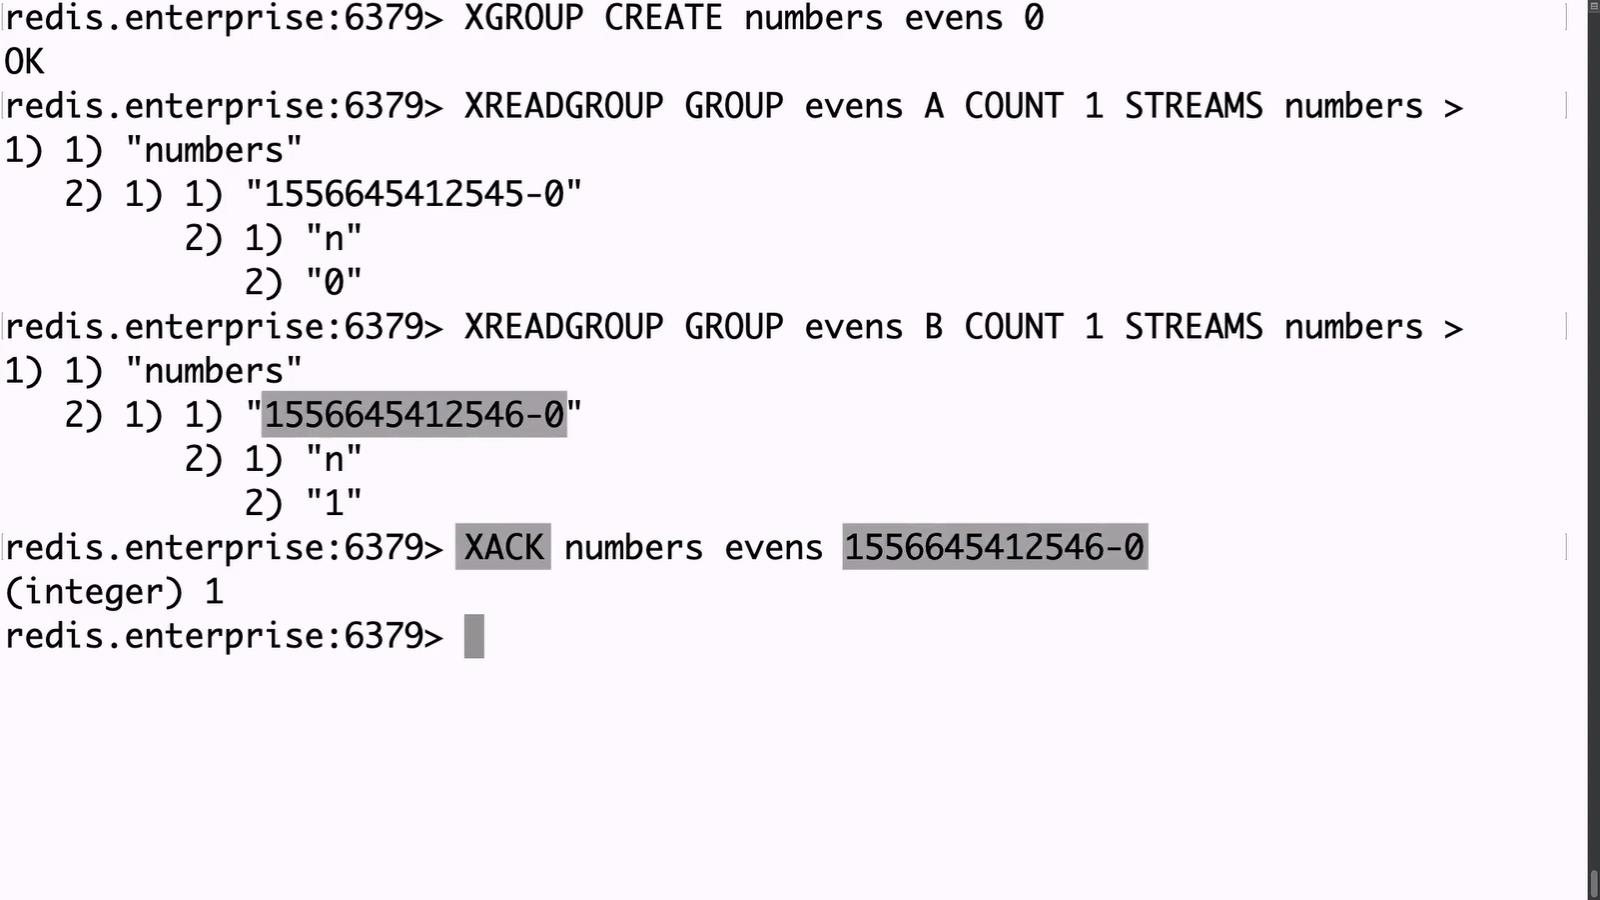 redis.enterprise:6379> XGROUP CREATE numbers evens 0
OK
redis.enterprise:6379> XREADGROUP GROUP evens A COUNT 1 STREAMS numbers >
1) 1) "numbers"
   2) 1) 1) "1556645412545-0"
         2) 1) "n"
            2) "0"
redis.enterprise:6379> XREADGROUP GROUP evens B COUNT 1 STREAMS numbers >
1) 1) "numbers"
   2) 1) 1) "1556645412546-0"
         2) 1) "n"
            2) "1"
redis.enterprise:6379> XACK numbers evens 1556645412546-0
(integer) 1
redis.enterprise:6379>